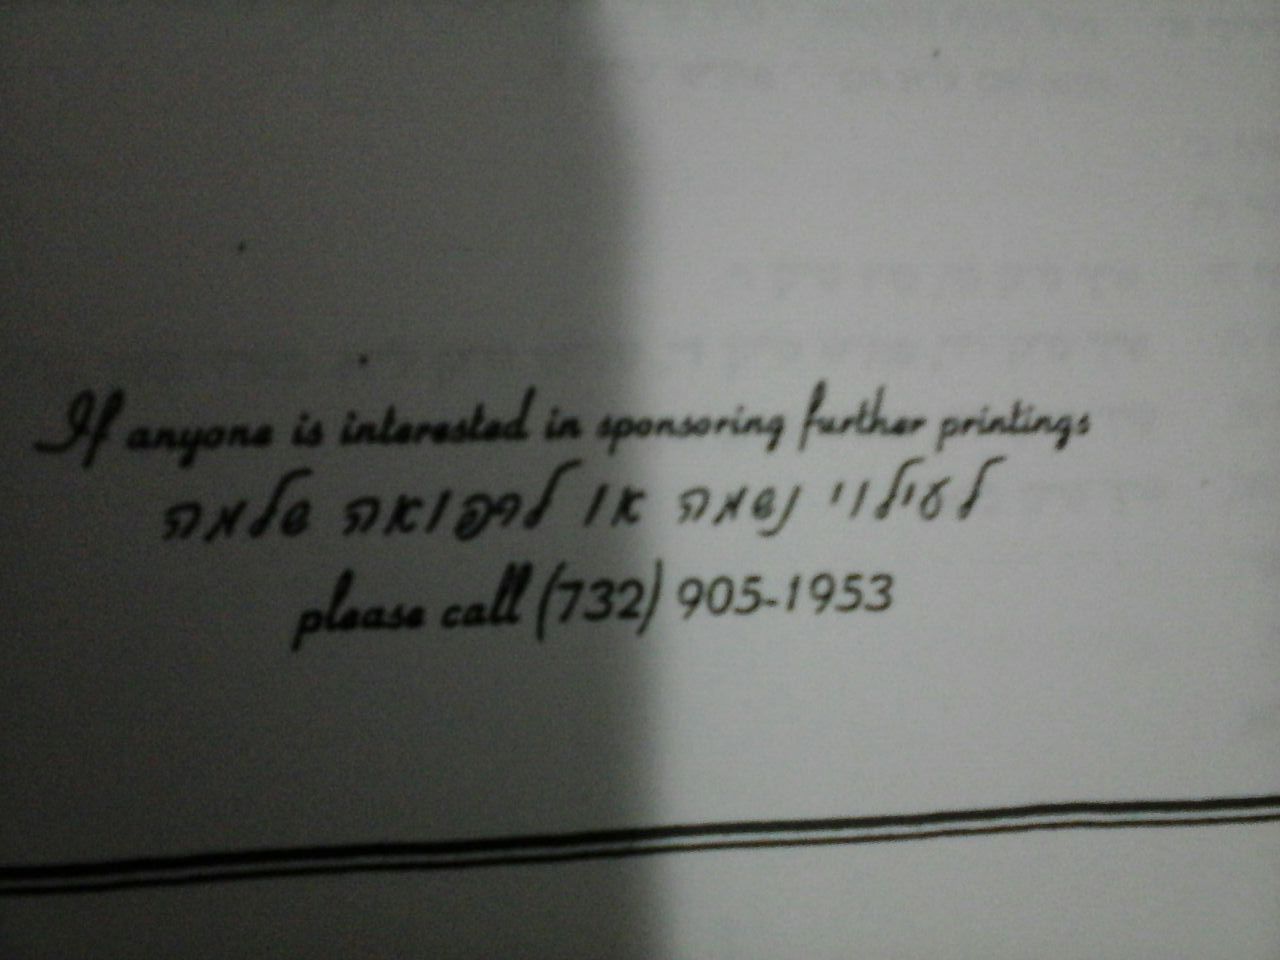 If anyone is interested in sponsoring further printings
לעילוי נשמה או לרפואה שלמה
please call (732) 905-1953